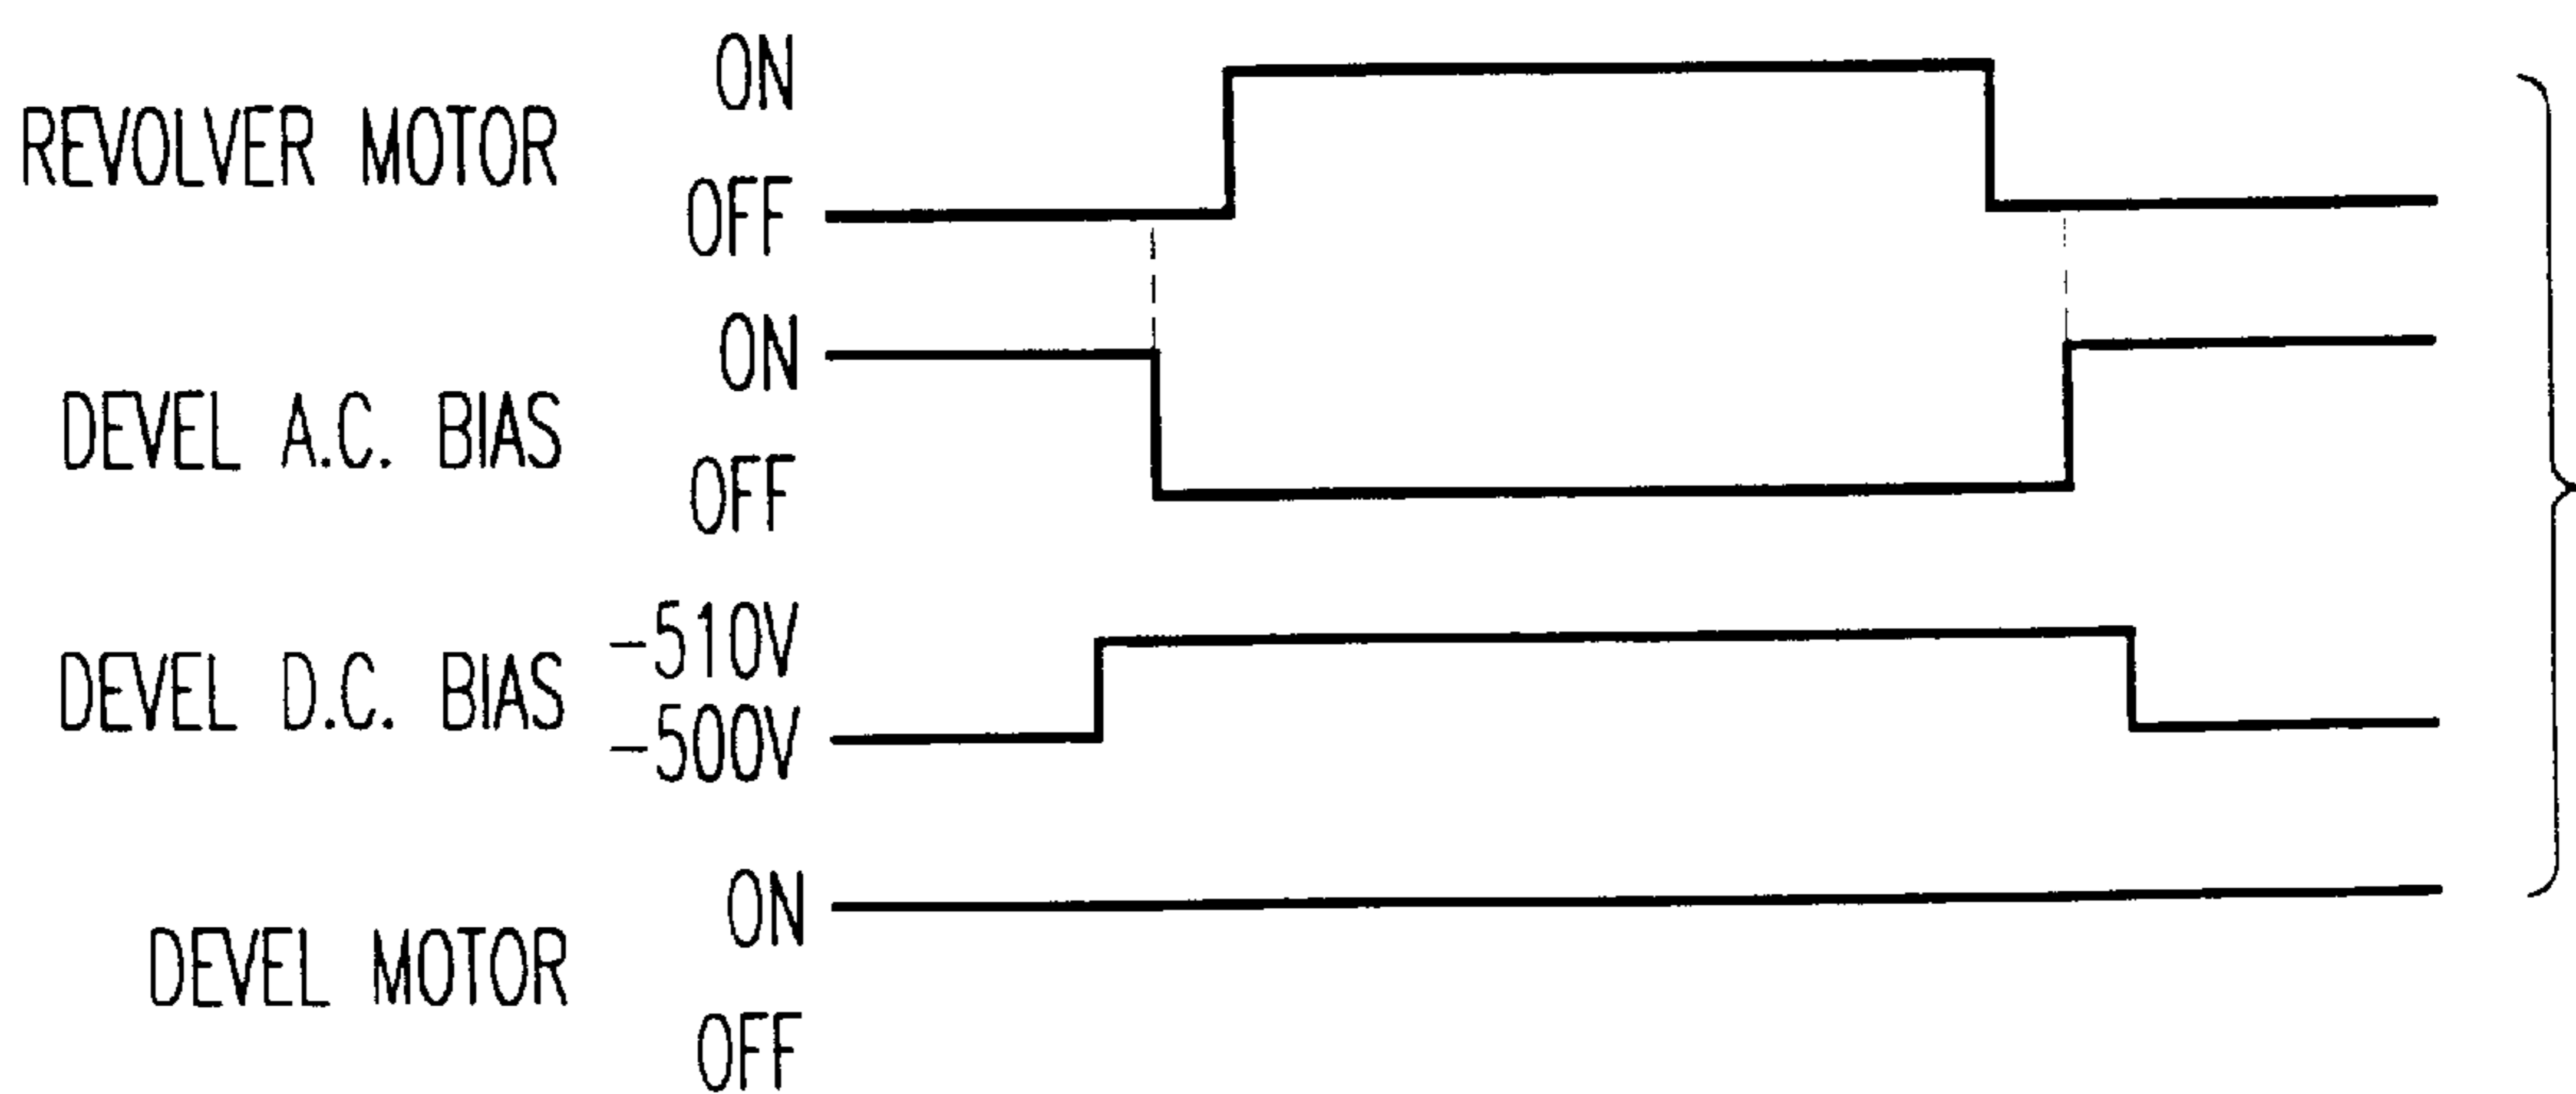 ON
REVOLVER MOTOR
OFF
ON
DEVEL A.C. BIAS
OFF
-510V
DEVEL D.C. BIAS
-500V
ON
DEVEL MOTOR
OFF